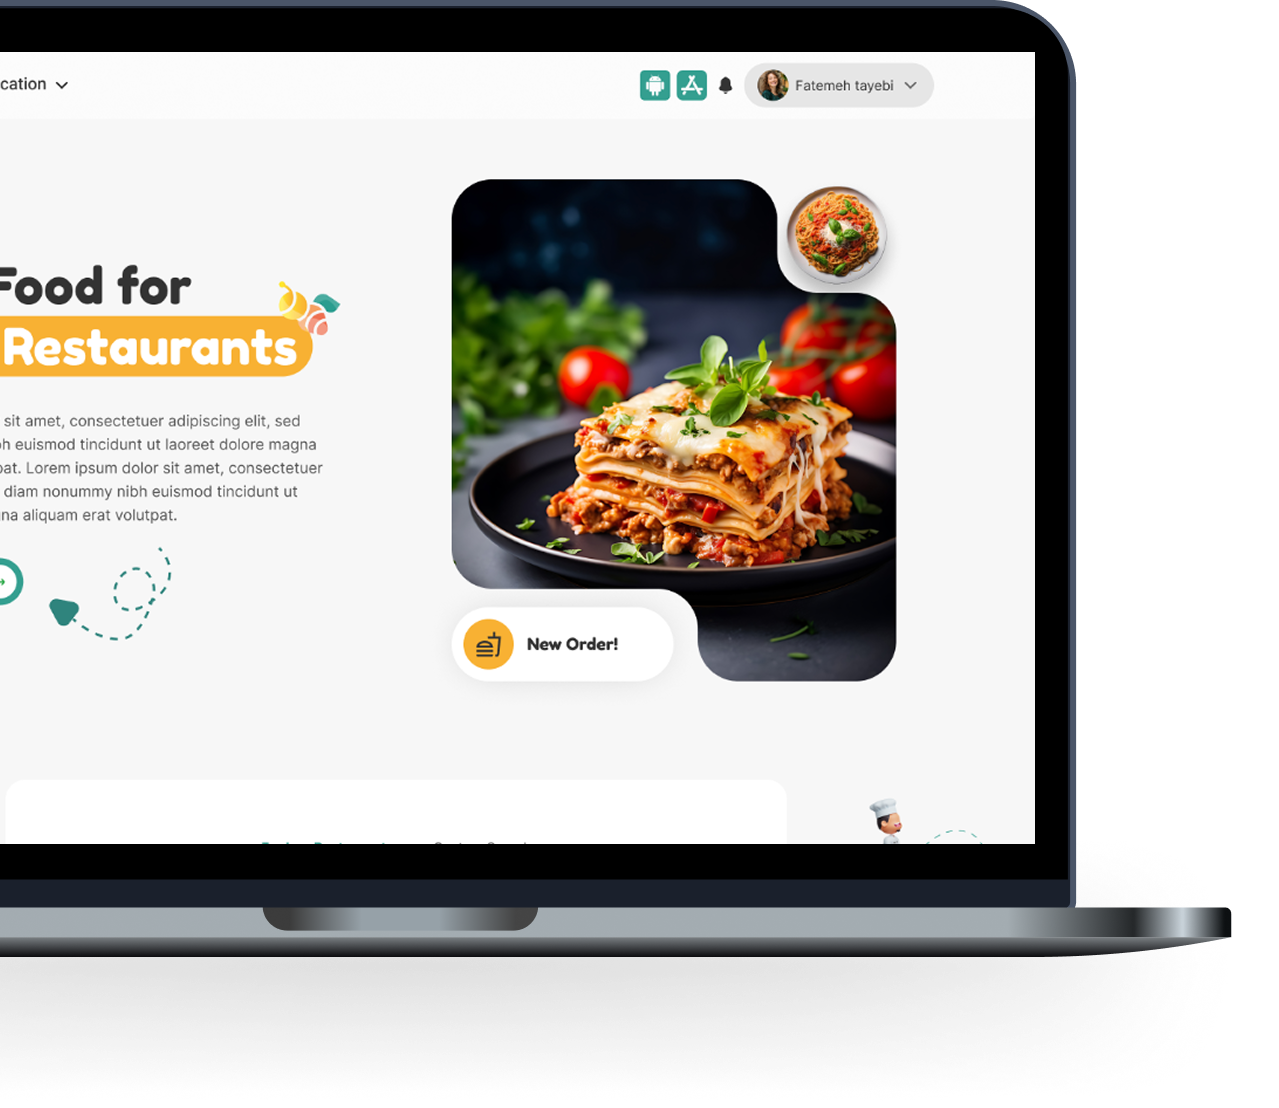 cation
Fatemeh tayebi
Food for
Restaurants
sit amet, consectetuer adipiscing elit, sed
euismod tincidunt ut laoreet dolore magna
pat. Lorem ipsum dolor sit amet, consectetuer
diam nonummy nibh euismod tincidunt ut
na aliquam erat volutpat.
New Order!